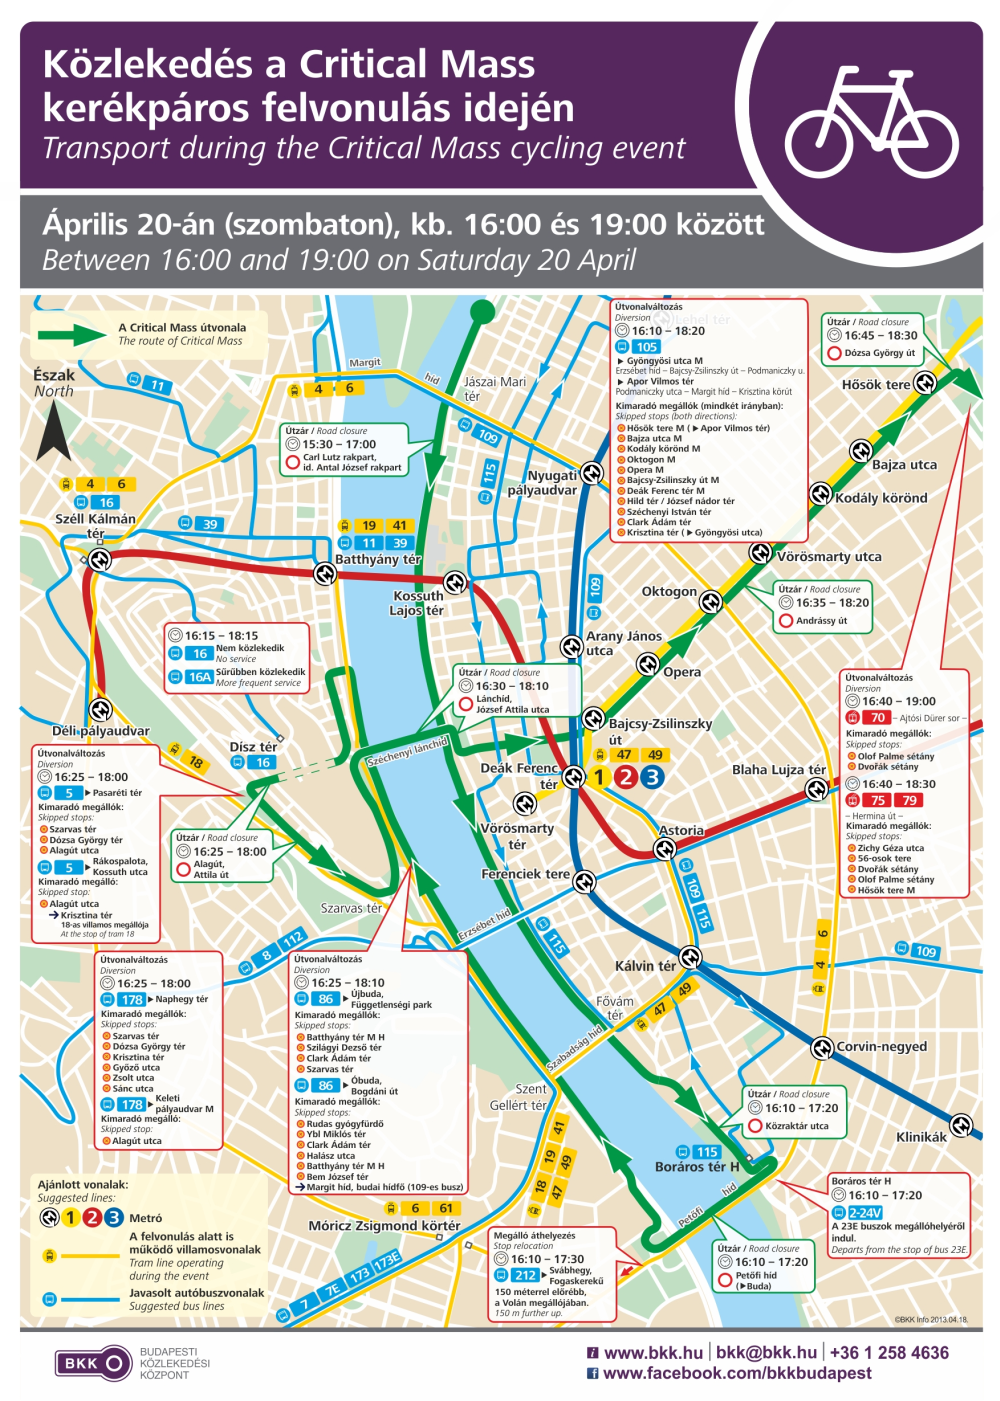 Közlekedés a Critical Mass
kerékpáros felvonulás idején
Transport during the Critical Mass cycling event
Április 20-án (szombaton), kb. 16:00 és 19:00 között
Between 16:00 and 19:00 on Saturday 20 April
A Critical Mass útvonala
The route of Critical Mass
Észak
North
11
Margit
híd
4 6
Jászai Mari
tér
109
115
Útzár / Road closure
15:30 – 17:00
Carl Lutz rakpart,
id. Antal József rakpart
Útvonalváltozás
Diversion
16:10 – 18:20
105
Gyöngyösi utca M
Erzsébet híd – Bajcsy-Zsilinszky út – Podmaniczky u.
Apor Vilmos tér
Podmaniczky utca – Margit híd – Krisztina körút
Kimaradó megállók (mindkét irányban):
Skipped stops (both directions):
Hősök tere M ( Apor Vilmos tér)
Bajza utca M
Kodály körönd M
Oktogon M
Opera M
Bajcsy-Zsilinszky út M
Deák Ferenc tér M
Hild tér / József nádor tér
Széchenyi István tér
Clark Ádám tér
Krisztina tér ( Gyöngyösi utca)
Lehel tér
Útzár / Road closure
16:45 – 18:30
Dózsa György út
Hősök tere
Bajza utca
Kodály körönd
Vörösmarty utca
Nyugati
pályaudvar
4 6
16
Széll Kálmán
tér
39
19 41
11 39
Batthyány tér
Kossuth
Lajos tér
109
Oktogon
Útzár / Road closure
16:35 – 18:20
Andrássy út
Arany János
utca
Opera
16:15 – 18:15
16 Nem közlekedik
No service
16A Sűrűbben közlekedik
More frequent service
Útzár / Road closure
16:30 – 18:10
Lánchíd,
József Attila utca
Bajcsy-Zsilinszky
út
47 49
1 2 3
Deák Ferenc
tér
Vörösmarty
tér
Déli pályaudvar
18
Dísz tér
16
Széchenyi lánchíd
Blaha Lujza tér
Astoria
Ferenciek tere
109 115
Útvonalváltozás
Diversion
16:40 – 19:00
70 – Ajtósi Dürer sor –
Kimaradó megállók:
Skipped stops:
Olof Palme sétány
Dvořák sétány
16:40 – 18:30
75 79
– Hermina út –
Kimaradó megállók:
Skipped stops:
Zichy Géza utca
56-osok tere
Dvořák sétány
Olof Palme sétány
Hősök tere M
Útvonalváltozás
Diversion
16:25 – 18:00
5 Pasaréti tér
Kimaradó megállók:
Skipped stops:
Szarvas tér
Dózsa György tér
Alagút utca
5 Rákospalota,
Kossuth utca
Kimaradó megálló:
Skipped stop:
Alagút utca
Krisztina tér
18-as villamos megállója
At the stop of tram 18
Útzár / Road closure
16:25 – 18:00
Alagút,
Attila út
Szarvas tér
Erzsébet híd
115
8 112
Kálvin tér
4 6
109
Útvonalváltozás
Diversion
16:25 – 18:00
178 Naphegy tér
Kimaradó megállók:
Skipped stops:
Szarvas tér
Dózsa György tér
Krisztina tér
Győző utca
Zsolt utca
Sánc utca
178 Keleti
pályaudvar M
Kimaradó megálló:
Skipped stop:
Alagút utca
Útvonalváltozás
Diversion
16:25 – 18:10
86 Újbuda,
Függetlenségi park
Kimaradó megállók:
Skipped stops:
Batthyány tér M H
Szilágyi Dezső tér
Clark Ádám tér
Szarvas tér
86 Óbuda,
Bogdáni út
Kimaradó megállók:
Skipped stops:
Rudas gyógyfürdő
Ybl Miklós tér
Clark Ádám tér
Halász utca
Batthyány tér M H
Bem József tér
Margit híd, budai hídfő (109-es busz)
Fővám
tér
47 49
Szabadság híd
Szent
Gellért tér
Corvin-negyed
Klinikák
Útzár / Road closure
16:10 – 17:20
Közraktár utca
115
Boráros tér H
41
19 49
18 47
Petőfi híd
Boráros tér H
16:10 – 17:20
2-24V
A 23E buszok megállóhelyéről
indul.
Departs from the stop of bus 23E.
Útzár / Road closure
16:10 – 17:20
Petőfi híd
( Buda)
6 61
Móricz Zsigmond körtér
7 7E 173 173E
Megálló áthelyezés
Stop relocation
16:10 – 17:30
212 Svábhegy,
Fogaskerekű
150 méterrel előrébb,
a Volán megállójában.
150 m further up.
Ajánlott vonalak:
Suggested lines:
1 2 3 Metró
A felvonulás alatt is
működő villamosvonalak
Tram line operating
during the event
Javasolt autóbuszvonalak
Suggested bus lines
©BKK Info 2013.04.18.
BKK
BUDAPESTI
KÖZLEKEDÉSI
KÖZPONT
www.bkk.hu | bkk@bkk.hu | +36 1 258 4636
www.facebook.com/bkkbudapest